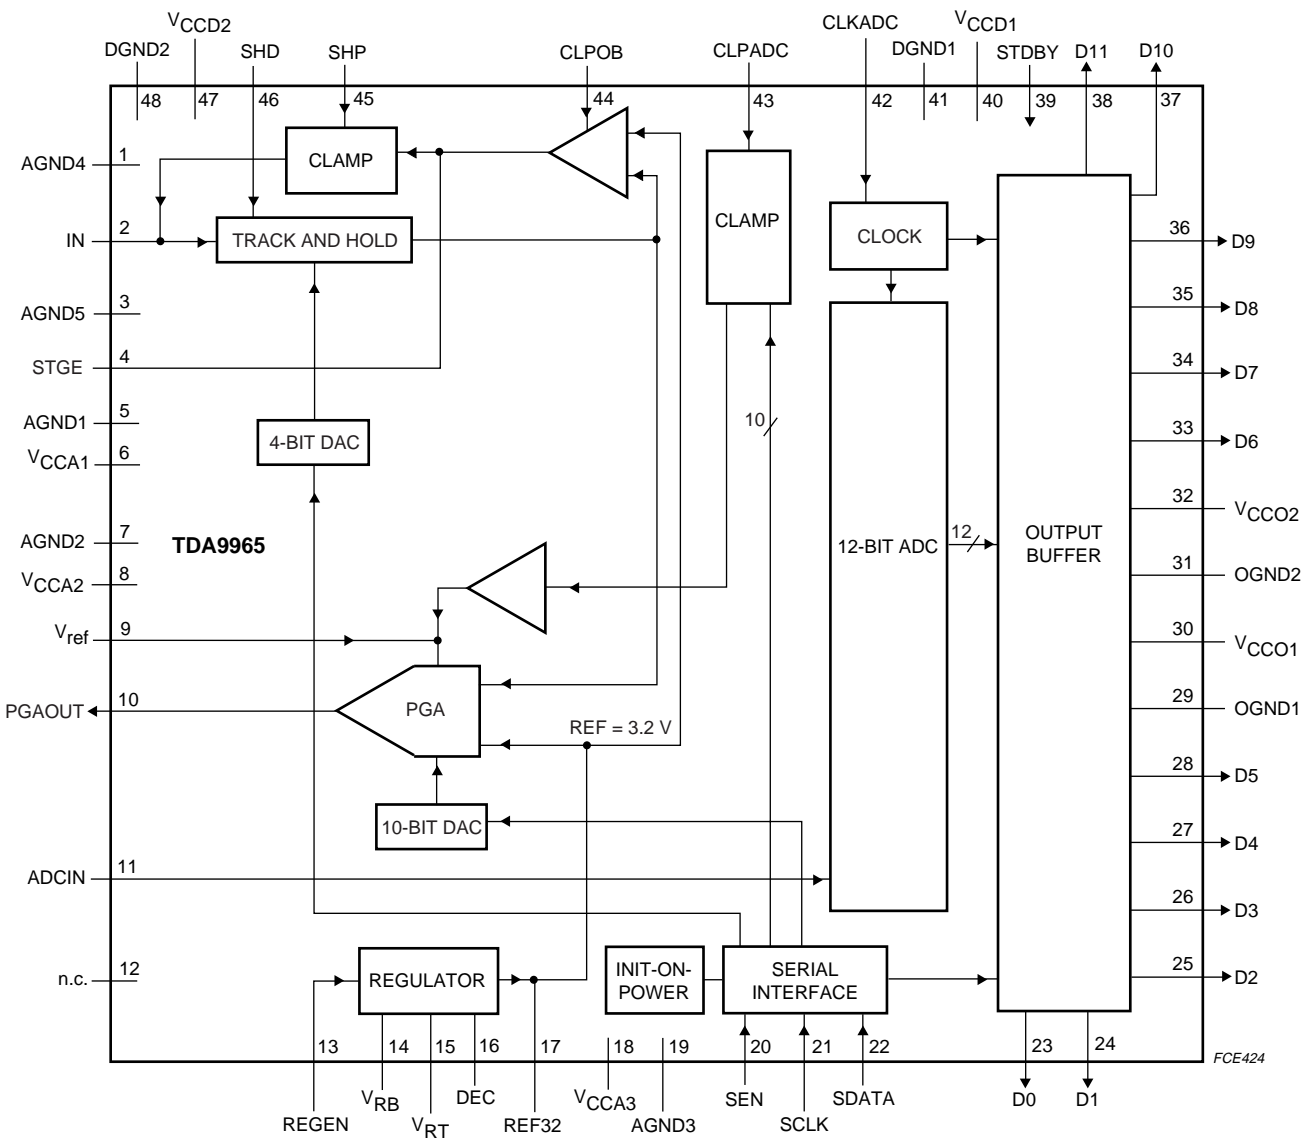 VCCD2
DGND2
SHD
SHP
CLPOB
CLPADC
CLKADC
DGND1
VCCD1
STDBY
D11
D10
48
47
46
45
44
43
42
41
40
39
38
37
AGND4
1
CLAMP
IN
2
TRACK AND HOLD
CLAMP
CLOCK
36
D9
AGND5
3
35
D8
STGE
4
34
D7
AGND1
5
4-BIT DAC
10
33
D6
VCCA1
6
32
VCCO2
AGND2
7
TDA9965
12-BIT ADC
12
OUTPUT
BUFFER
VCCA2
8
31
OGND2
Vref
9
30
VCCO1
PGAOUT
10
PGA
REF = 3.2 V
29
OGND1
28
D5
10-BIT DAC
27
D4
ADCIN
11
26
D3
n.c.
12
REGULATOR
INIT-ON-
POWER
SERIAL
INTERFACE
25
D2
13
14
15
16
17
18
19
20
21
22
23
24
FCE424
REGEN
VRB
VRT
DEC
REF32
VCCA3
AGND3
SEN
SCLK
SDATA
D0
D1